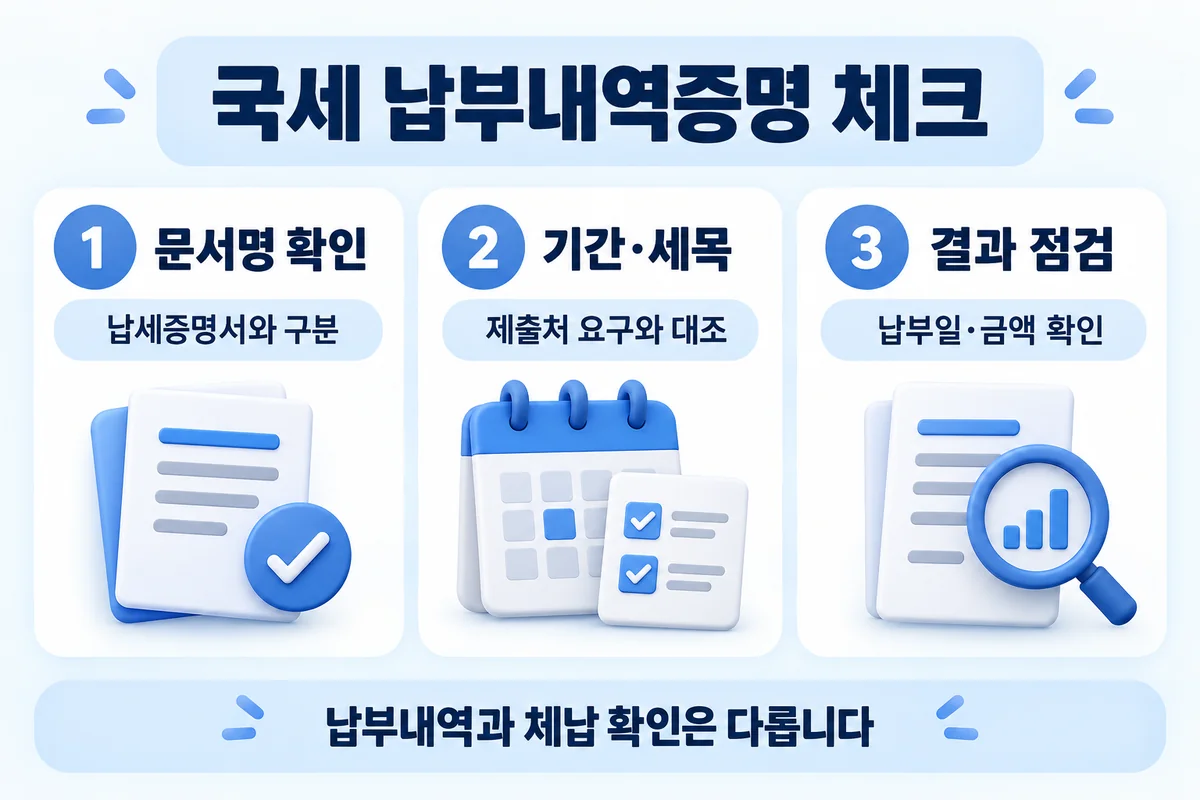 국세 납부내역증명 체크
1 문서명 확인
납세증명서와 구분
2 기간·세목
제출처 요구와 대조
3 결과 점검
납부일·금액 확인
납부내역과 체납 확인은 다릅니다